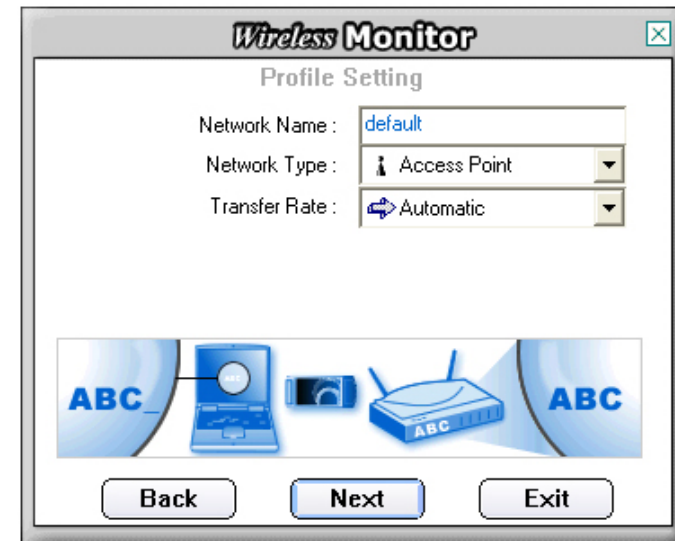 Wireless Monitor
Profile Setting
Network Name : default
Network Type : Access Point
Transfer Rate : Automatic
ABC_ ABC ABC
Back Next Exit